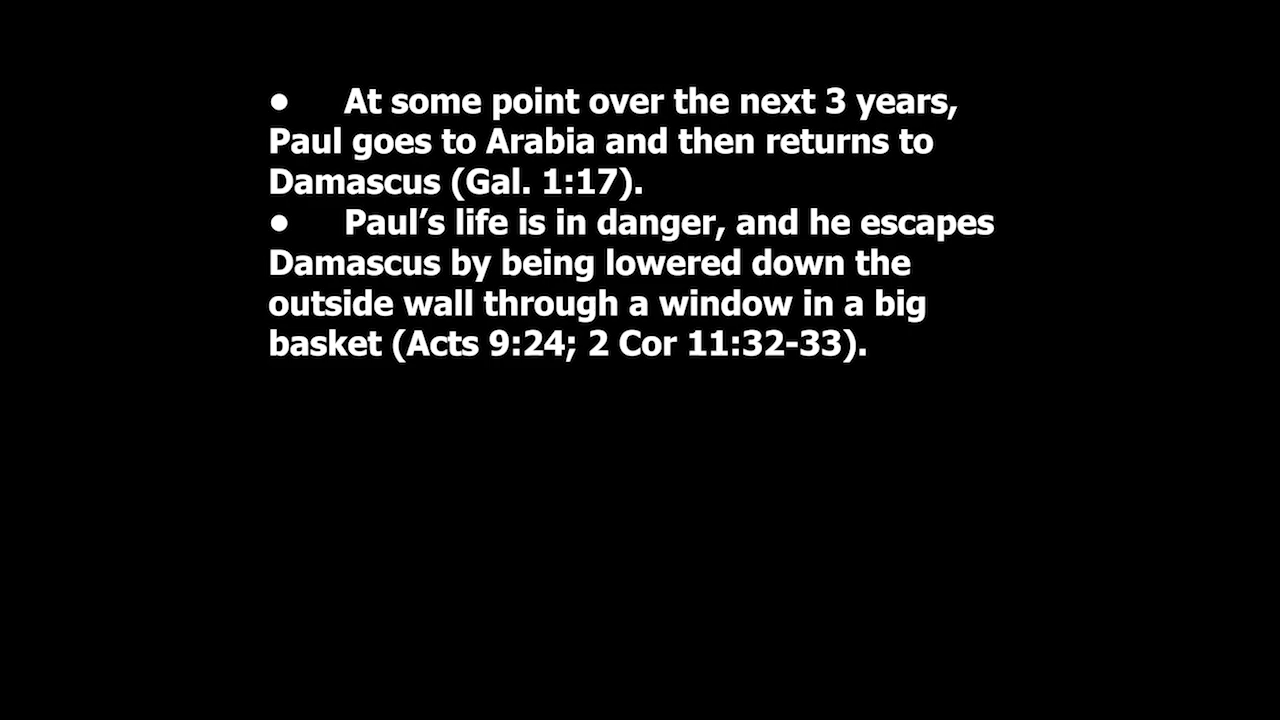 ● At some point over the next 3 years,
Paul goes to Arabia and then returns to
Damascus (Gal. 1:17).
● Paul’s life is in danger, and he escapes
Damascus by being lowered down the
outside wall through a window in a big
basket (Acts 9:24; 2 Cor 11:32-33).